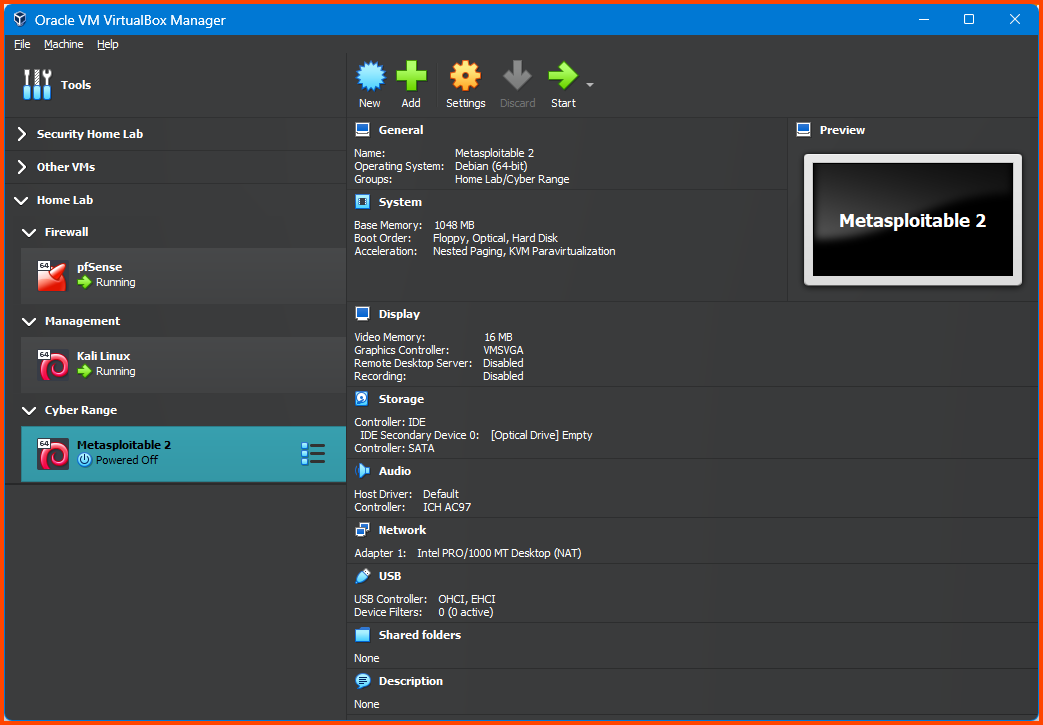 Oracle VM VirtualBox Manager
File Machine Help
Tools
New Add Settings Discard Start
Security Home Lab
Other VMs
Home Lab
Firewall
64
pfSense
Running
Management
64
Kali Linux
Running
Cyber Range
64
Metasploitable 2
Powered Off
General
Name: Metasploitable 2
Operating System: Debian (64-bit)
Groups: Home Lab/Cyber Range
System
Base Memory: 1048 MB
Boot Order: Floppy, Optical, Hard Disk
Acceleration: Nested Paging, KVM Paravirtualization
Preview
Metasploitable 2
Display
Video Memory: 16 MB
Graphics Controller: VMSVGA
Remote Desktop Server: Disabled
Recording: Disabled
Storage
Controller: IDE
IDE Secondary Device 0: [Optical Drive] Empty
Controller: SATA
Audio
Host Driver: Default
Controller: ICH AC97
Network
Adapter 1: Intel PRO/1000 MT Desktop (NAT)
USB
USB Controller: OHCI, EHCI
Device Filters: 0 (0 active)
Shared folders
None
Description
None